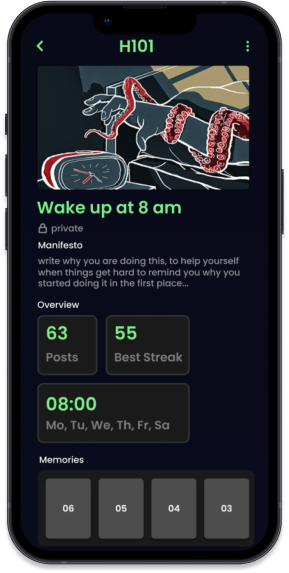 H101
Wake up at 8 am
private
Manifesto
write why you are doing this, to help yourself
when things get hard to remind you why you
started doing it in the first place...
Overview
63
Posts
55
Best Streak
08:00
Mo, Tu, We, Th, Fr, Sa
Memories
06 05 04 03